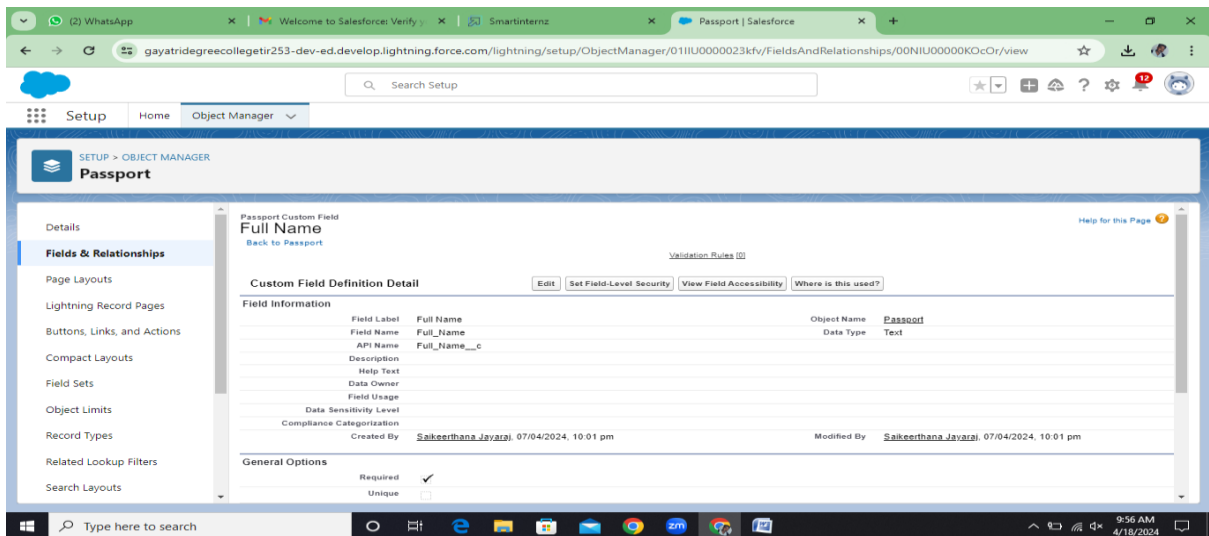 (2) WhatsApp
Welcome to Salesforce: Verify y
Smartinternz
Passport | Salesforce
gayatridegreecollegetir253-dev-ed.develop.lightning.force.com/lightning/setup/ObjectManager/01IIU0000023kfv/FieldsAndRelationships/00NIU00000KOcOr/view
Search Setup
12
Setup
Home
Object Manager
SETUP > OBJECT MANAGER
Passport
Details
Fields & Relationships
Page Layouts
Lightning Record Pages
Buttons, Links, and Actions
Compact Layouts
Field Sets
Object Limits
Record Types
Related Lookup Filters
Search Layouts
Passport Custom Field
Full Name
Back to Passport
Help for this Page
Validation Rules [0]
Custom Field Definition Detail
Edit
Set Field-Level Security
View Field Accessibility
Where is this used?
Field Information
Field Label Full Name Object Name Passport
Field Name Full_Name Data Type Text
API Name Full_Name__c
Description
Help Text
Data Owner
Field Usage
Data Sensitivity Level
Compliance Categorization
Created By Saikeerthana Jayaraj, 07/04/2024, 10:01 pm Modified By Saikeerthana Jayaraj, 07/04/2024, 10:01 pm
General Options
Required
Unique
Type here to search
zm
9:56 AM
4/18/2024